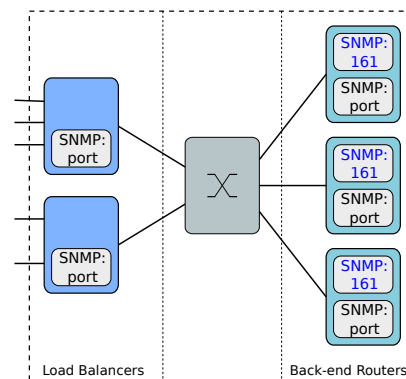 SNMP:
port
SNMP:
port
SNMP:
161
SNMP:
port
SNMP:
161
SNMP:
port
SNMP:
161
SNMP:
port
Load Balancers
Back-end Routers